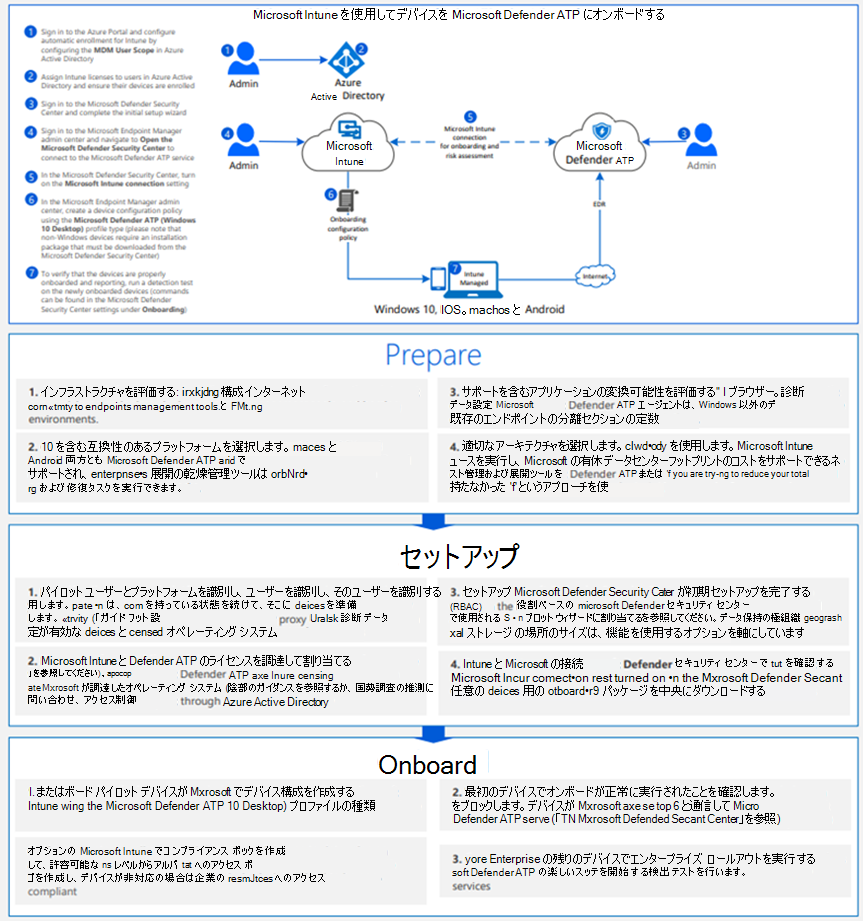 Microsoft Intune を使用してデバイスを Microsoft Defender ATP にオンボードする
1 Sign in to the Azure Portal and configure
automatic enrollment for Intune by
configuring the MDM User Scope in Azure
Active Directory
2 Assign Intune licenses to users in Azure Active
Directory and ensure their devices are enrolled
3 Sign in to the Microsoft Defender Security
Center and complete the initial setup wizard
4 Sign in to the Microsoft Endpoint Manager
admin center and navigate to Open the
Microsoft Defender Security Center to
connect to the Microsoft Defender ATP service
5 In the Microsoft Defender Security Center, turn
on the Microsoft Intune connection setting
6 In the Microsoft Endpoint Manager admin
center, create a device configuration policy
using the Microsoft Defender ATP (Windows
10 Desktop) profile type (please note that
non-Windows devices require an installation
package that must be downloaded from the
Microsoft Defender Security Center)
7 To verify that the devices are properly
onboarded and reporting, run a detection test
on the newly onboarded devices (commands
can be found in the Microsoft Defender
Security Center settings under Onboarding)
1
Admin
2
Azure
Active Directory
4
Admin
Microsoft
Intune
5
Microsoft Intune
connection
for onboarding and
risk assessment
Microsoft
Defender ATP
3
Admin
6
Onboarding
configuration
policy
EDR
7 Intune
Managed
Internet
Windows 10, IOS。machosと Android
Prepare
1. インフラストラクチャを評価する: irxkjdng 構成インターネット
corn«tmty to endpoints management tools.と FMt.ng
environments.
2. 10 を含む互換性のあるプラットフォームを選択します。maces と
Android 両方とも Microsoft Defender ATP arid で
サポートされ、enterpnse•s 展開の乾燥管理ツールは orbNrd•
rg および修復タスクを実行できます。
3. サポートを含むアプリケーションの変換可能性を評価する" I ブラウザー。診断
データ設定 Microsoft Defender ATP エージェントは、Windows 以外のデ
既存のエンドポイントの分離セクションの定数
4. 適切なアーキテクチャを選択します。clwd•ody を使用します。Microsoft Intune
ュースを実行し、Microsoft の有休データセンターフットプリントのコストをサポートできるネ
スト管理および展開ツールを Defender ATP または 'f you are try-ng to reduce your total
持たなかった 'f というアプローチを使
セットアップ
1. パイロット ユーザーとプラットフォームを識別し、ユーザーを識別し、そのユーザーを識別する
用します。pate •n は、com を持っている状態を続けて、そこに deices を準備
します。«trvity (「ガイド フット 設 proxy Uralsk 診断データ
定が有効な deices と censed オペレーティング システム
2. Microsoft Intuneと Defender ATP のライセンスを調達して割り当てる
」を参照してください)、apocop Defender ATP axe Inure censing
ateMxrosoft が調達したオペレーティング システム (陰部のガイダンスを参照するか、国勢調査の推測に
問い合わせ、アクセス制御 through Azure Active Directory
3. セットアップ Microsoft Defender Security Cater が初期セットアップを完了する
(RBAC) the 役割ベースの microsoft Defender セキュリティ センター
で使用される S•n プロット ウィザードに割り当てるを参照してください。データ保持の極組織 geogrash
xal ストレージの場所のサイズは、機能を使用するオプションを軸にしています
4. Intuneと Microsoft の接続 Defender セキュリティ センターで tut を確認する
Microsoft Incur comect•on rest turned on •n the Mxrosoft Defender Secant
任意の deices 用の otboard•r9 パッケージを中央にダウンロードする
Onboard
I. またはボード パイロット デバイスが Mxrosoft でデバイス構成を作成する
Intune wing the Microsoft Defender ATP 10 Desktop) プロファイルの種類
オプションの Microsoft Intune でコンプライアンス ポックを作成
して、許容可能な ns レベルからアルパ tat へのアクセス ポ
ゴを作成し、デバイスが非対応の場合は企業の resmJtces へのアクセス
compliant
2. 最初のデバイスでオンボードが正常に実行されたことを確認します。
をブロックします。デバイスが Mxrosoft axe se top 6 と通信して Micro
Defender ATP serve (「TN Mxrosoft Defended Secant Center」を参照)
3. yore Enterprise の残りのデバイスでエンタープライズ ロールアウトを実行する
soft Defender ATP の楽しいスッテを開始する検出テストを行います。
services